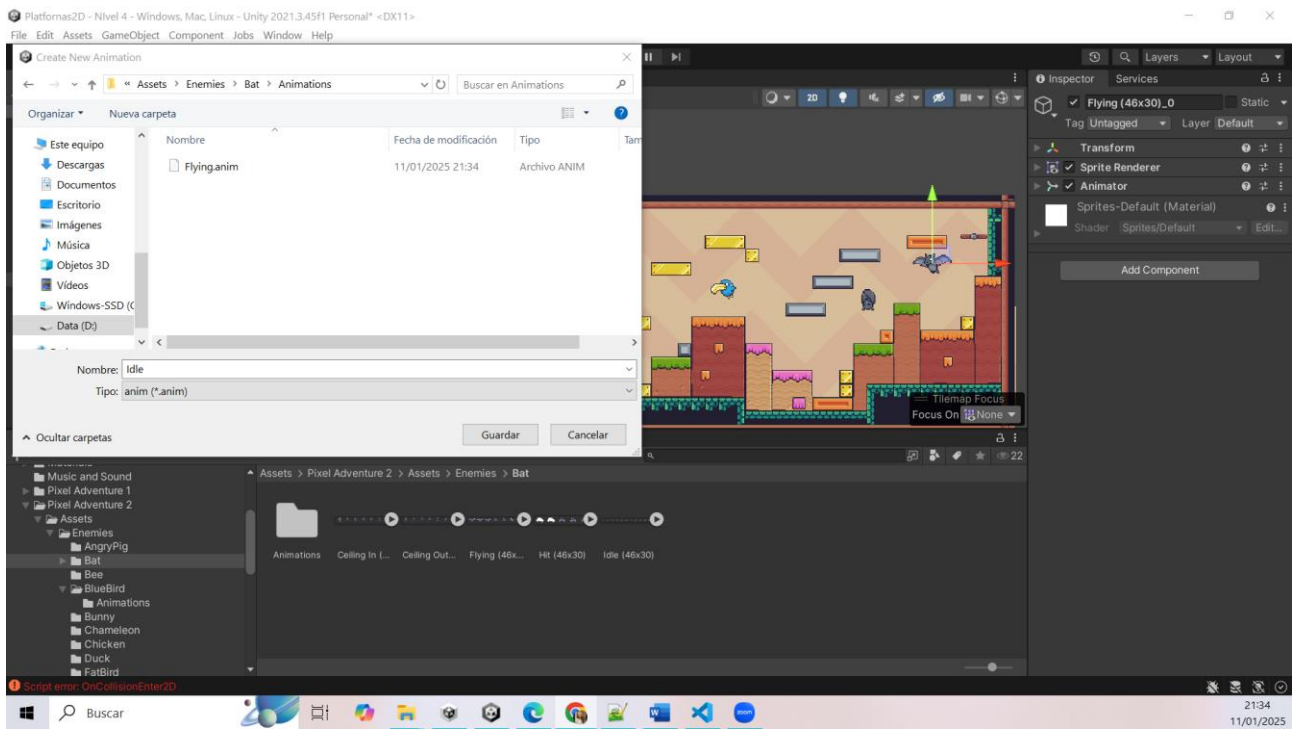 Platfornas2D - NIvel 4 - Windows, Mac, Linux - Unity 2021.3.45f1 Personal* <DX11>
File Edit Assets GameObject Component Jobs Window Help
Create New Animation
« Assets > Enemies > Bat > Animations
Buscar en Animations
Organizar
Nueva carpeta
Este equipo
Descargas
Documentos
Escritorio
Imágenes
Música
Objetos 3D
Vídeos
Windows-SSD (C
Data (D:)
Nombre Fecha de modificación Tipo Tam
Flying.anim 11/01/2025 21:34 Archivo ANIM
Nombre: Idle
Tipo: anim (*.anim)
Ocultar carpetas
Guardar Cancelar
2D
Tilemap Focus
Focus On None
22
Layers Layout
Inspector Services
Flying (46x30)_0 Static
Tag Untagged Layer Default
Transform
Sprite Renderer
Animator
Sprites-Default (Material)
Shader Sprites/Default Edit...
Add Component
Music and Sound
Pixel Adventure 1
Pixel Adventure 2
Assets
Enemies
AngryPig
Bat
Bee
BlueBird
Animations
Bunny
Chameleon
Chicken
Duck
FatBird
Assets > Pixel Adventure 2 > Assets > Enemies > Bat
Animations Ceiling In (... Ceiling Out... Flying (46x... Hit (46x30) Idle (46x30)
Script error: OnCollisionEnter2D
Buscar
zoom
21:34
11/01/2025